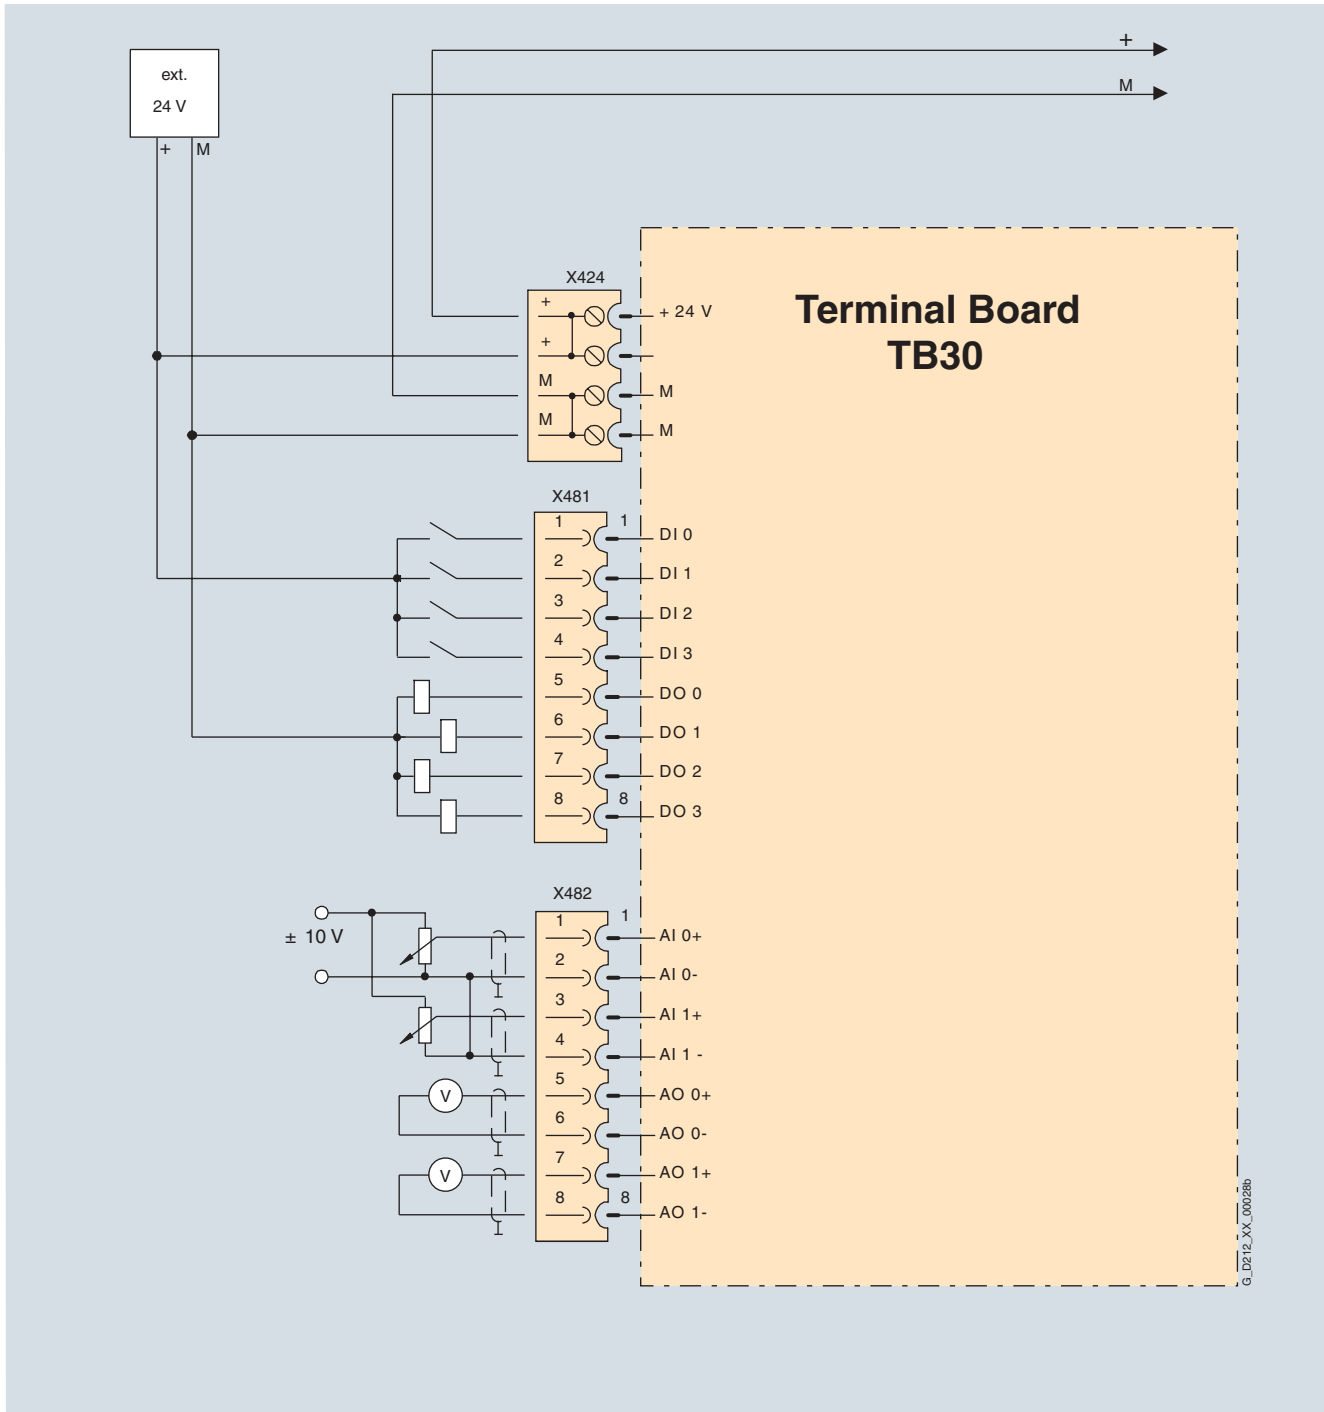 +
M
ext.
24 V
+ M
X424
+
+ 24 V
+
M
M
M
M
Terminal Board
TB30
X481
1 1 DI 0
2 DI 1
3 DI 2
4 DI 3
5 DO 0
6 DO 1
7 DO 2
8 8 DO 3
X482
± 10 V
1 1 AI 0+
2 AI 0-
3 AI 1+
4 AI 1 -
5 AO 0+
V
6 AO 0-
7 AO 1+
V
8 8 AO 1-
G_D212_XX_00028b